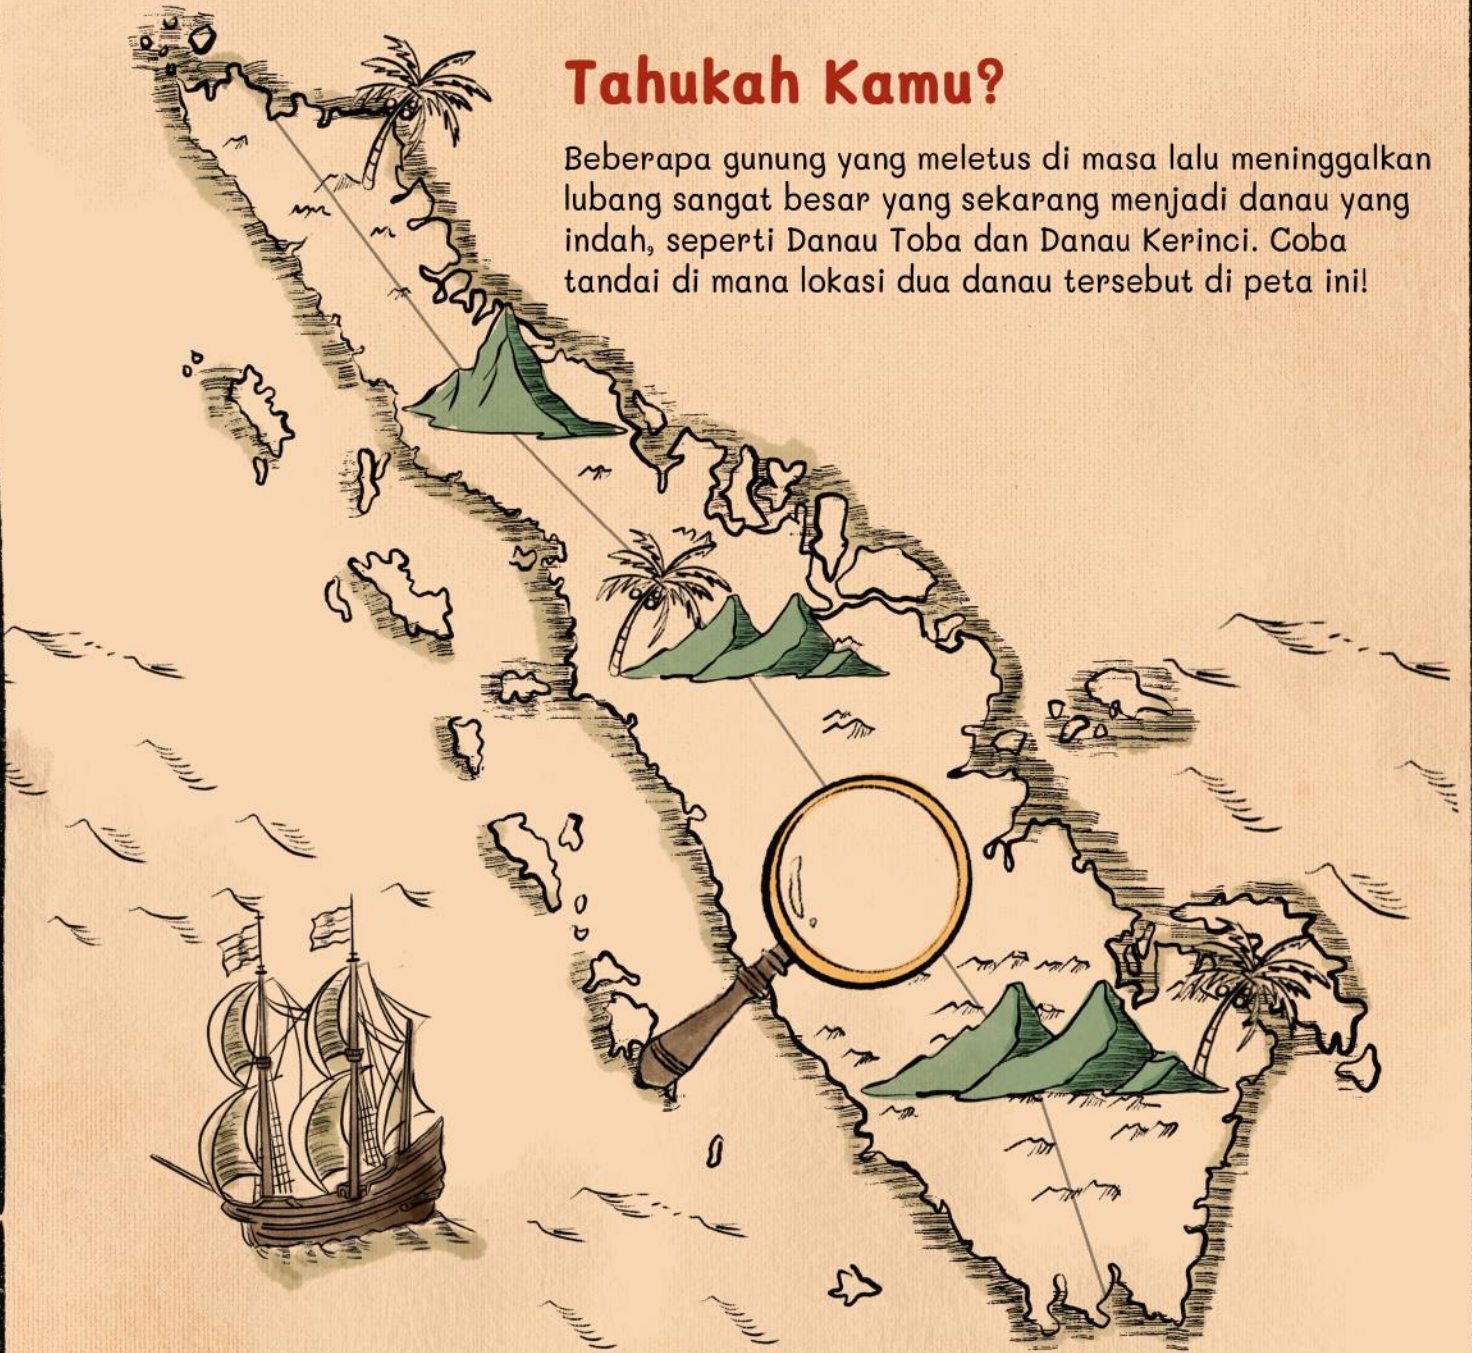 Tahukah Kamu?
Beberapa gunung yang meletus di masa lalu meninggalkan
lubang sangat besar yang sekarang menjadi danau yang
indah, seperti Danau Toba dan Danau Kerinci. Coba
tandai di mana lokasi dua danau tersebut di peta ini!